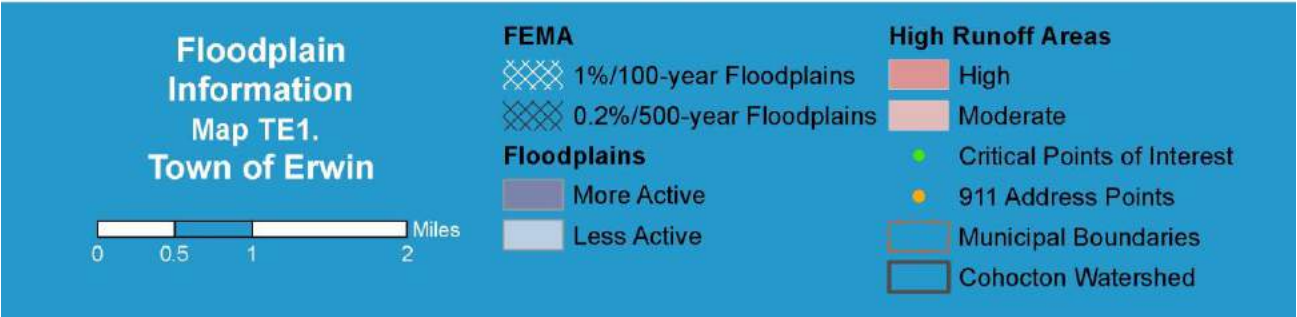 Floodplain
Information
Map TE1.
Town of Erwin
Miles
0 0.5 1 2
FEMA
1%/100-year Floodplains
0.2%/500-year Floodplains
Floodplains
More Active
Less Active
High Runoff Areas
High
Moderate
Critical Points of Interest
911 Address Points
Municipal Boundaries
Cohocton Watershed